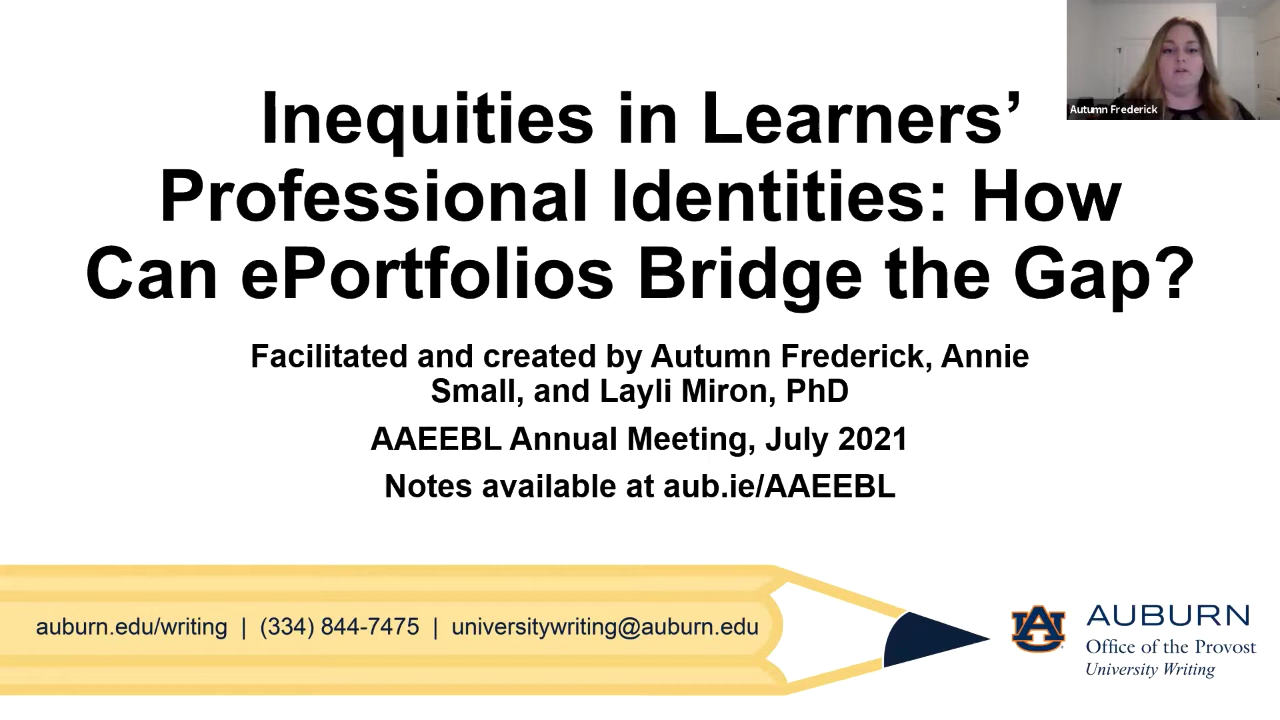 Inequities in Learners’
Professional Identities: How
Can ePortfolios Bridge the Gap?
Autumn Frederick
Facilitated and created by Autumn Frederick, Annie
Small, and Layli Miron, PhD
AAEEBL Annual Meeting, July 2021
Notes available at aub.ie/AAEEBL
auburn.edu/writing | (334) 844-7475 | universitywriting@auburn.edu
AU
AUBURN
Office of the Provost
University Writing